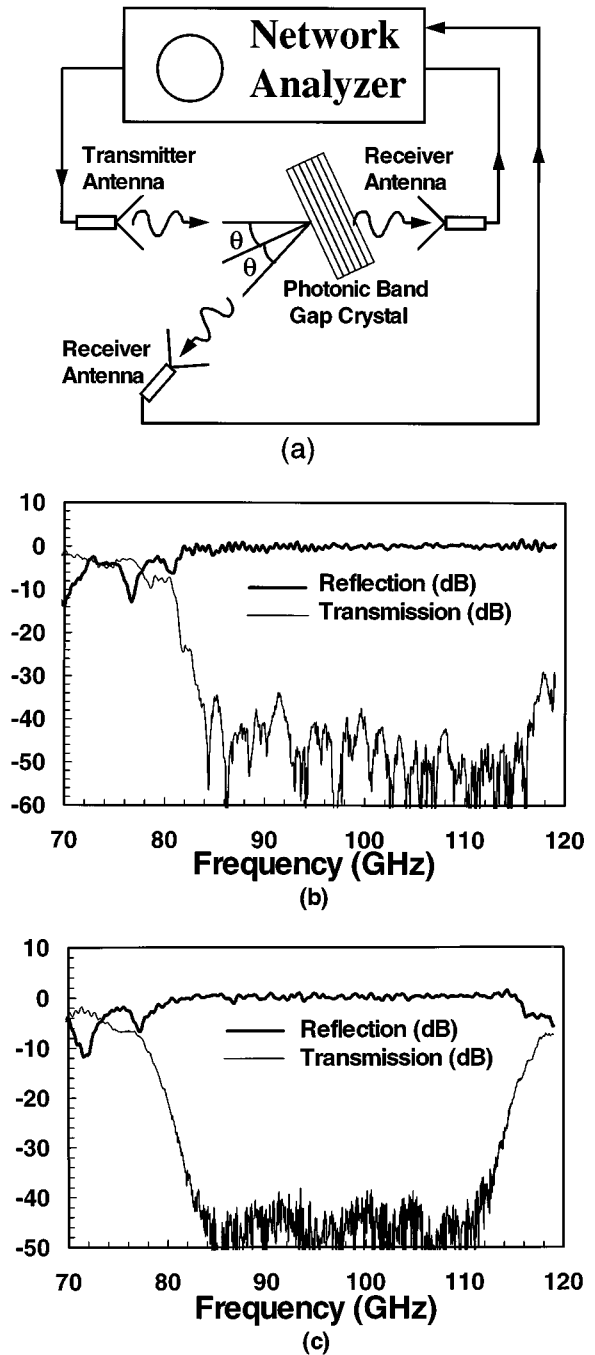 Network
Analyzer
Transmitter
Antenna
Receiver
Antenna
θ
θ
Photonic Band
Gap Crystal
Receiver
Antenna
(a)
10
0
-10
-20
-30
-40
-50
-60
Reflection (dB)
Transmission (dB)
70 80 90 100 110 120
Frequency (GHz)
(b)
10
0
-10
-20
-30
-40
-50
Reflection (dB)
Transmission (dB)
70 80 90 100 110 120
Frequency (GHz)
(c)